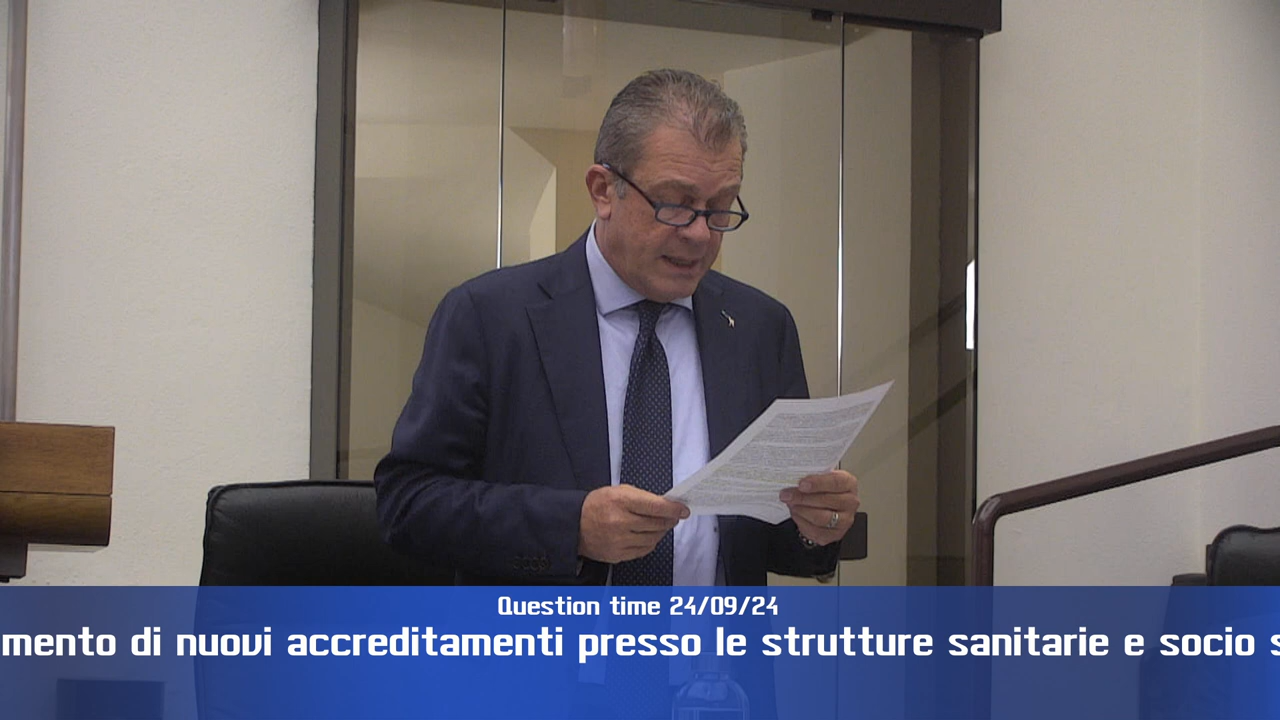 Question time 24/09/24
mento di nuovi accreditamenti presso le strutture sanitarie e socio s